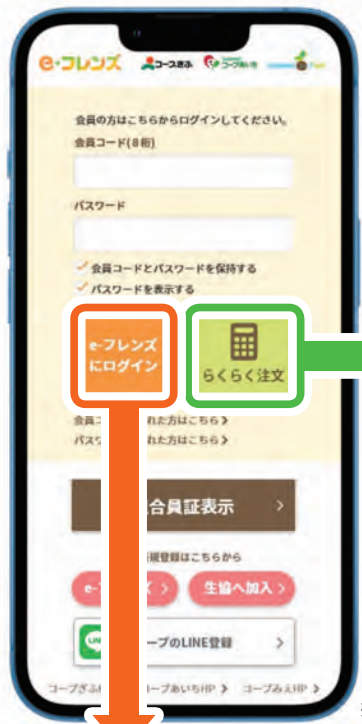 e・フレンズ コープぎふ
会員の方はこちらからログインしてください。
会員コード(8桁)
パスワード
会員コードとパスワードを保持する
パスワードを表示する
e-フレンズ
にログイン
らくらく注文
会員コ
れた方はこちら >
パスワ
れた方はこちら >
合員証表示 >
規登録はこちらから
e-
く >
生協へ加入 >
LINE
ープのLINE登録 >
コープぎふ
ープあいちHP > コープみえHP >